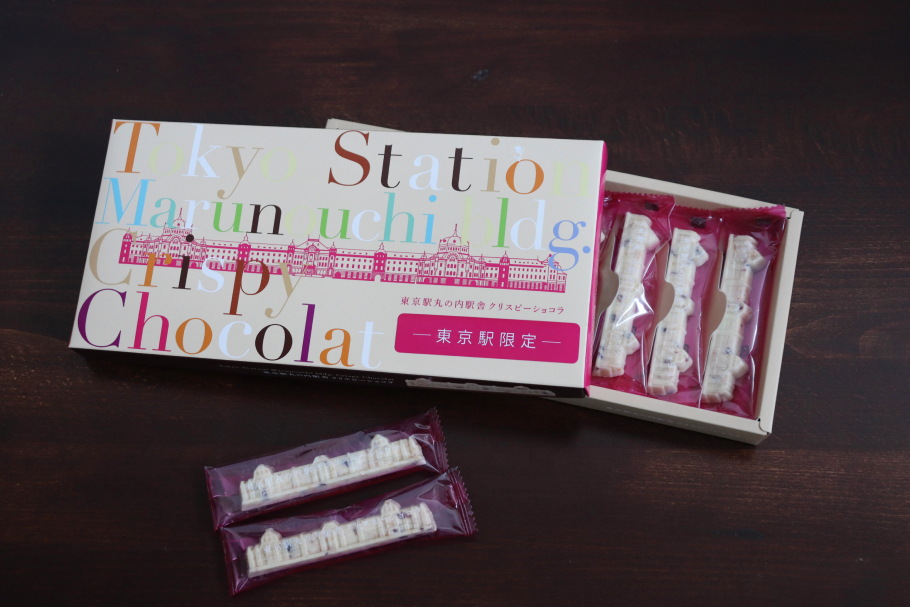 Tokyo Station
Marunouchi bldg.
Crispy
Chocolat
東京駅丸の内駅舎 クリスピーショコラ
東京駅限定